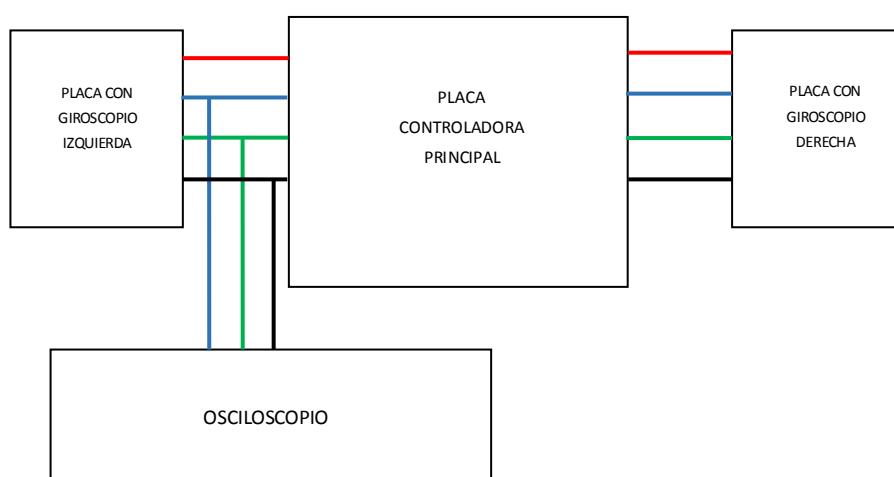 PLACA CON
GIROSCOPIO
IZQUIERDA
PLACA
CONTROLADORA
PRINCIPAL
PLACA CON
GIROSCOPIO
DERECHA
OSCILOSCOPIO